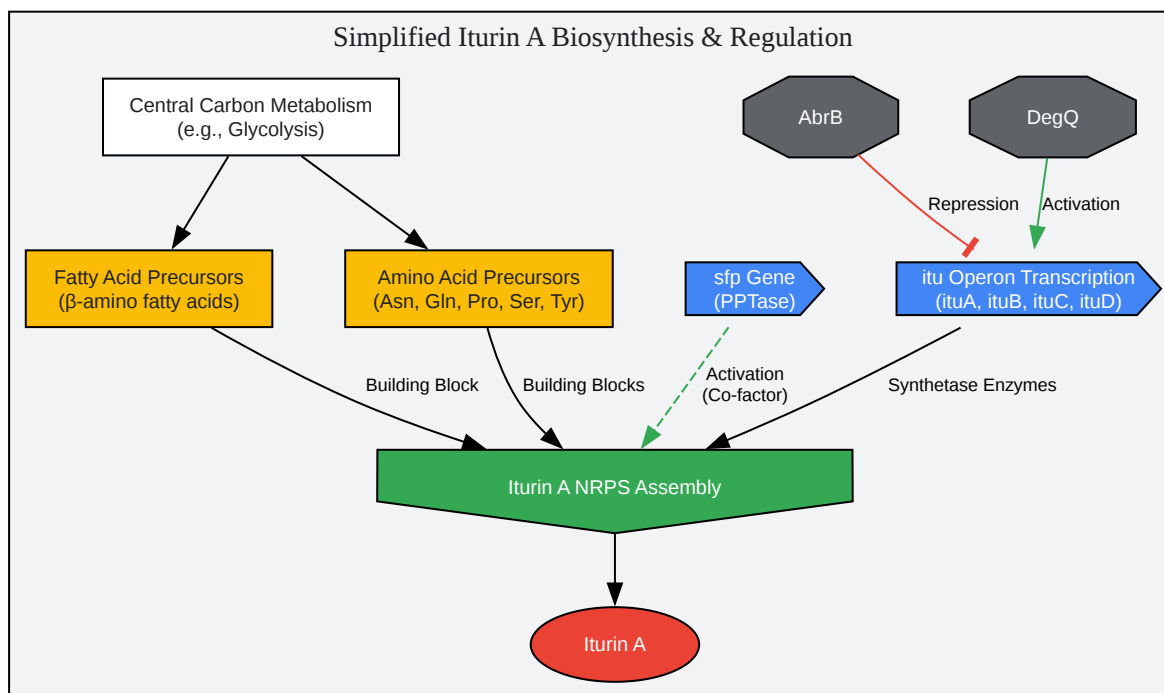 Simplified Iturin A Biosynthesis & Regulation
Central Carbon Metabolism
(e.g., Glycolysis)
AbrB
DegQ
Repression
Activation
Fatty Acid Precursors
(β-amino fatty acids)
Amino Acid Precursors
(Asn, Gln, Pro, Ser, Tyr)
sfp Gene
(PPTase)
itu Operon Transcription
(ituA, ituB, ituC, ituD)
Building Block
Building Blocks
Activation
(Co-factor)
Synthetase Enzymes
Iturin A NRPS Assembly
Iturin A